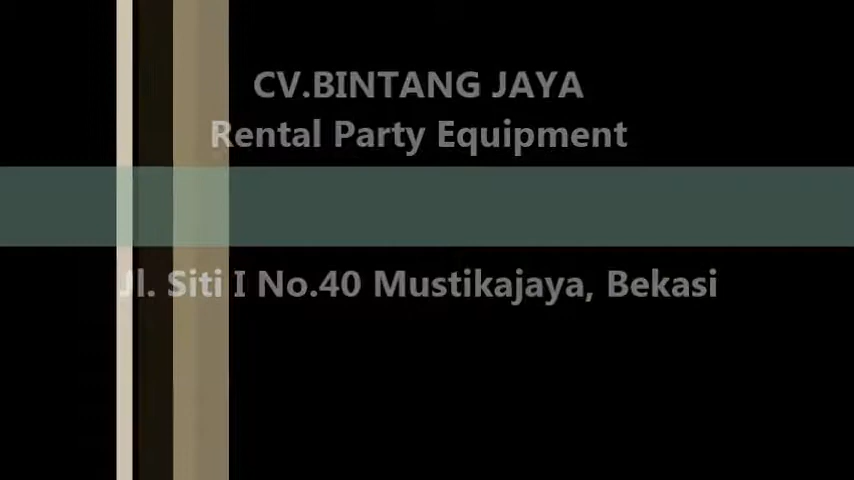 CV.BINTANG JAYA
Rental Party Equipment
Jl. Siti I No.40 Mustikajaya, Bekasi